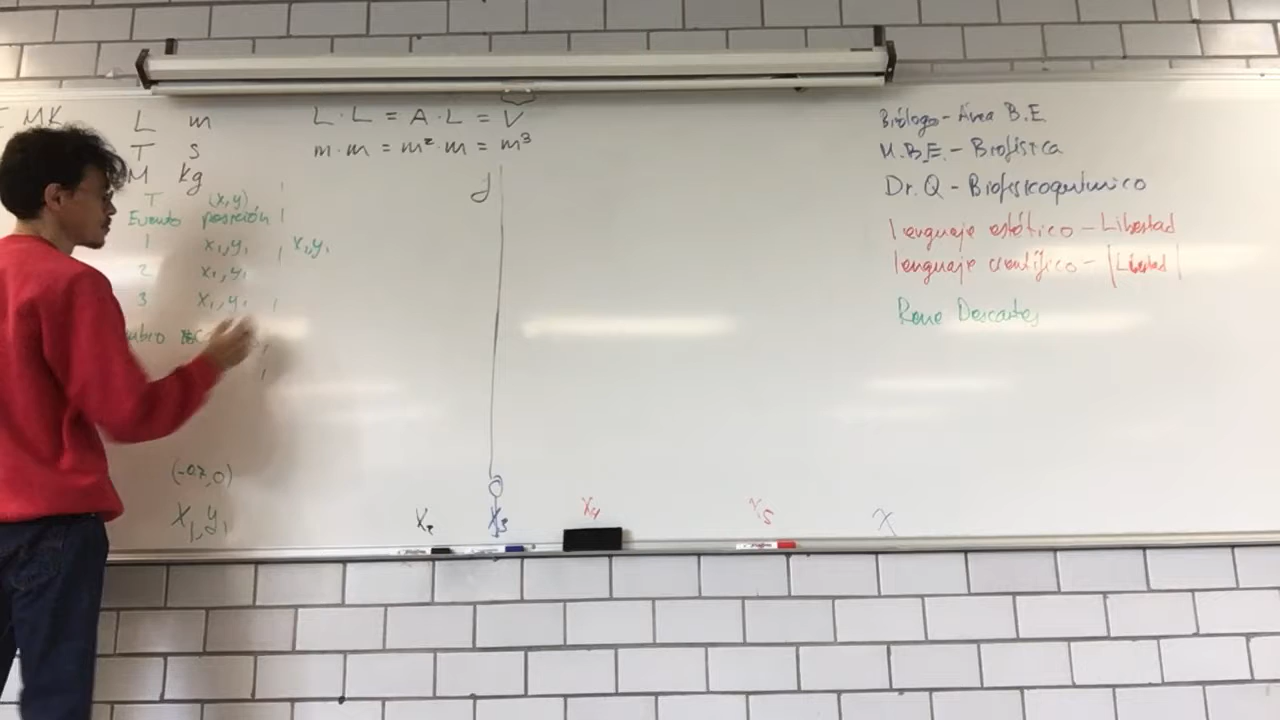 MK L m
T s
M kg
L · L = A · L = V
m · m = m² · m = m³
T (x,y)
Evento posición
1 x₁,y₁ x₁,y₁
2 x₁,y₁
3 x₁,y₁
(-0.7,0)
x₁,y₁
y
x₂ x₃ x₄ x₅ x
Biólogo - Área B.E.
M.B.E. - Biofísica
Dr. Q - Biofisicoquímico
Lenguaje estético - Libertad
lenguaje científico - |Libertad|
Rene Descartes